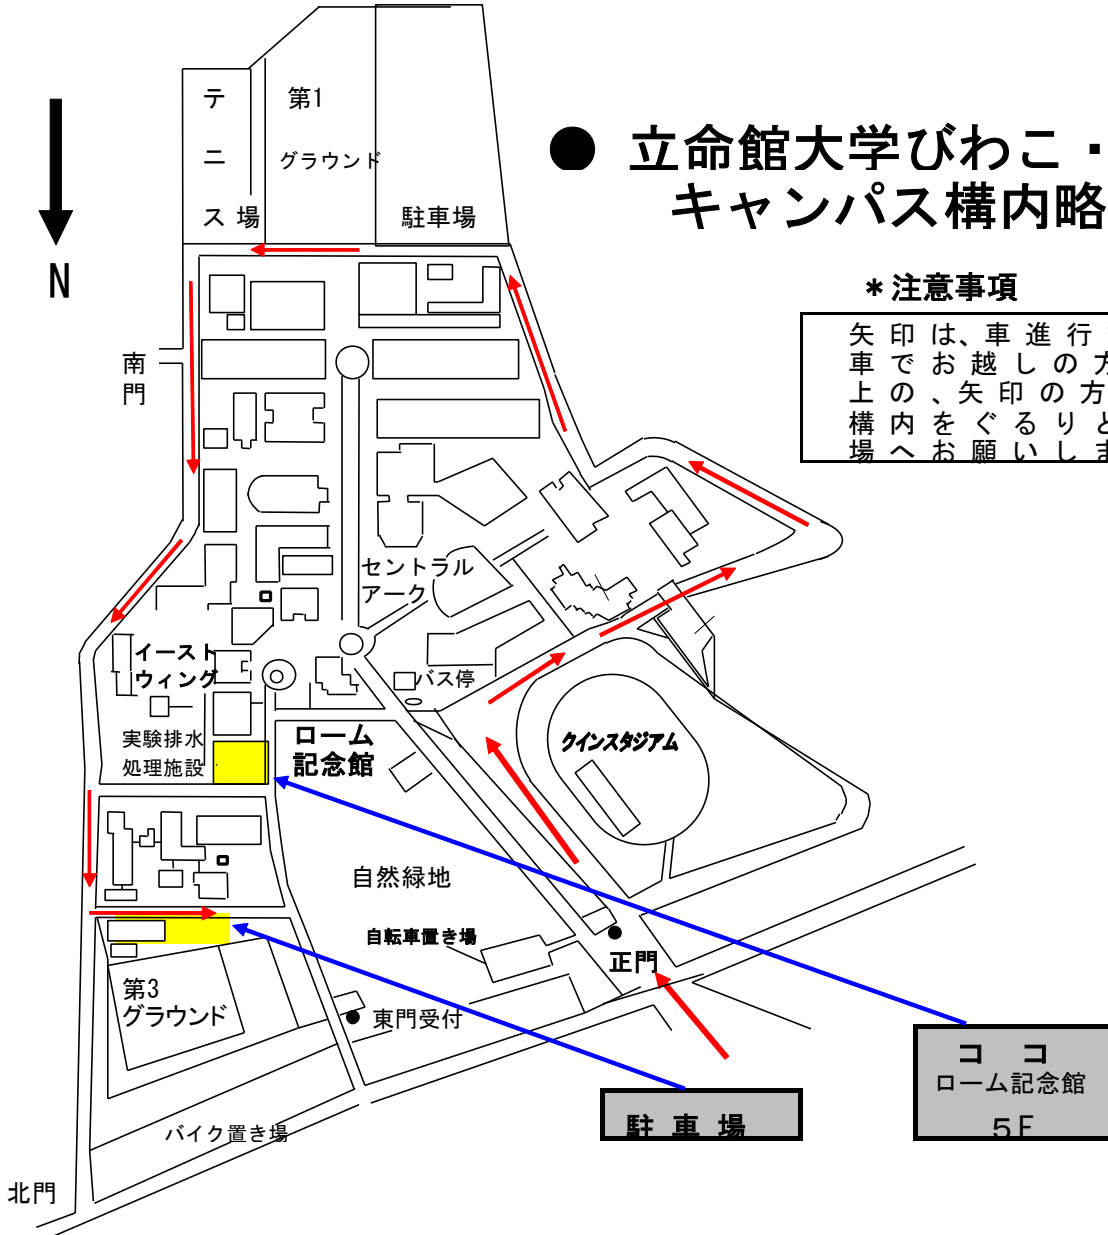 ● 立命館大学びわこ・
キャンパス構内略
テニス場
第1
グラウンド
駐車場
N
*注意事項
矢印は、車進行
車でお越しの方
上の、矢印の方
構内をぐるりと
場へお願いしま
南
門
セントラル
アーク
イースト
ウィング
バス停
ローム
記念館
クインスタジアム
実験排水
処理施設
自然緑地
自転車置き場
正門
第3
グラウンド
東門受付
ココ
ローム記念館
5F
駐車場
バイク置き場
北門